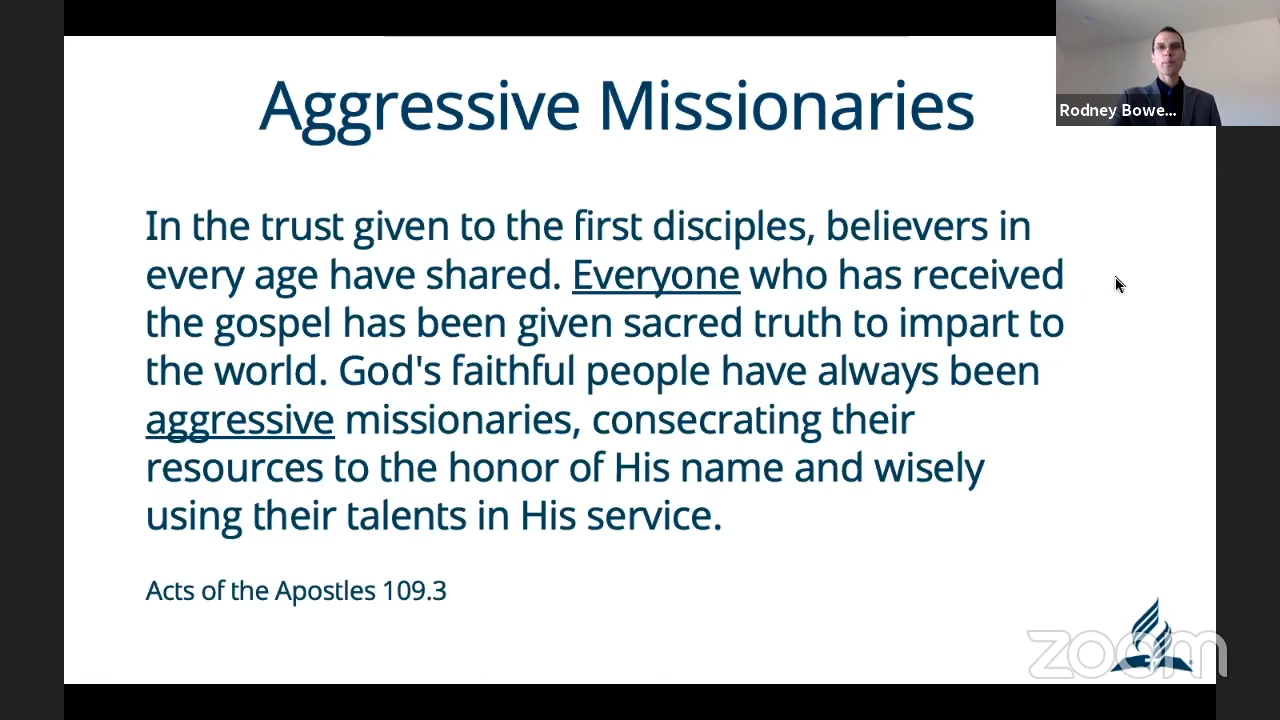 Aggressive Missionaries
Rodney Bowe...
In the trust given to the first disciples, believers in
every age have shared. Everyone who has received
the gospel has been given sacred truth to impart to
the world. God's faithful people have always been
aggressive missionaries, consecrating their
resources to the honor of His name and wisely
using their talents in His service.
Acts of the Apostles 109.3
zoom